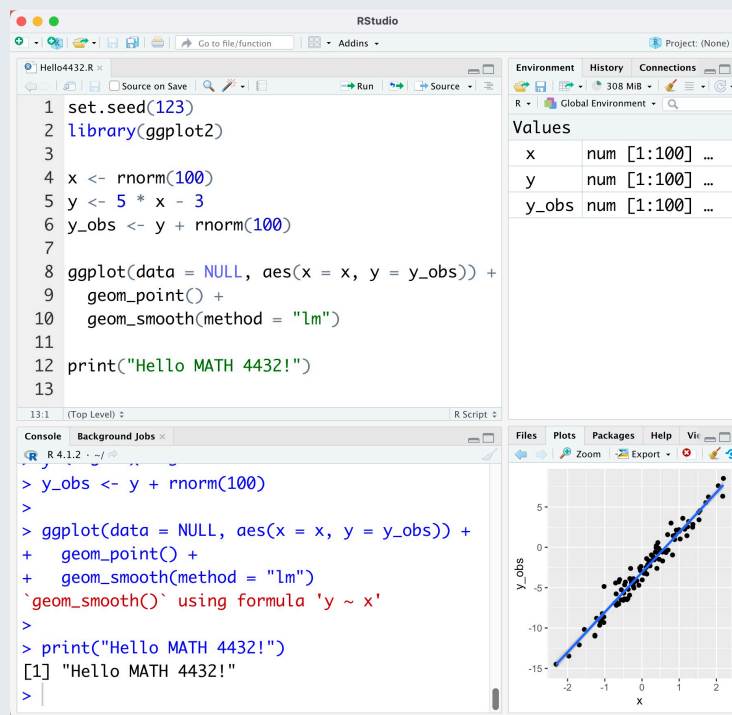 RStudio
Go to file/function
Addins
Project: (None)
Hello4432.R
Source on Save
Run
Source
1 set.seed(123)
2 library(ggplot2)
3
4 x <- rnorm(100)
5 y <- 5 * x - 3
6 y_obs <- y + rnorm(100)
7
8 ggplot(data = NULL, aes(x = x, y = y_obs)) +
9   geom_point() +
10   geom_smooth(method = "lm")
11
12 print("Hello MATH 4432!")
13
13:1 (Top Level) R Script
Console Background Jobs
R 4.1.2 · ~/
> y_obs <- y + rnorm(100)
>
> ggplot(data = NULL, aes(x = x, y = y_obs)) +
+   geom_point() +
+   geom_smooth(method = "lm")
`geom_smooth()` using formula 'y ~ x'
>
> print("Hello MATH 4432!")
[1] "Hello MATH 4432!"
>
Environment History Connections
308 MiB
R Global Environment
Values
x num [1:100] …
y num [1:100] …
y_obs num [1:100] …
Files Plots Packages Help
Zoom Export
y_obs
5
0
-5
-10
-15
-2 -1 0 1 2
x